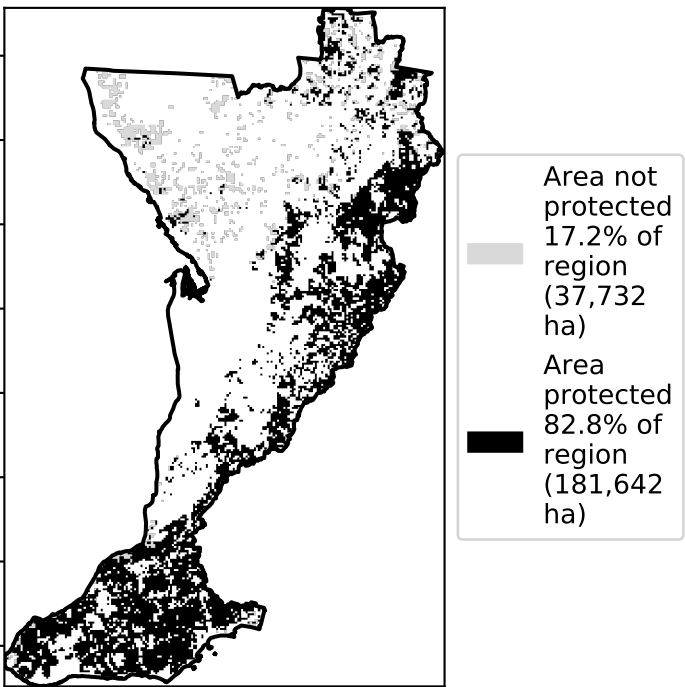 Area not
protected
17.2% of
region
(37,732
ha)
Area
protected
82.8% of
region
(181,642
ha)